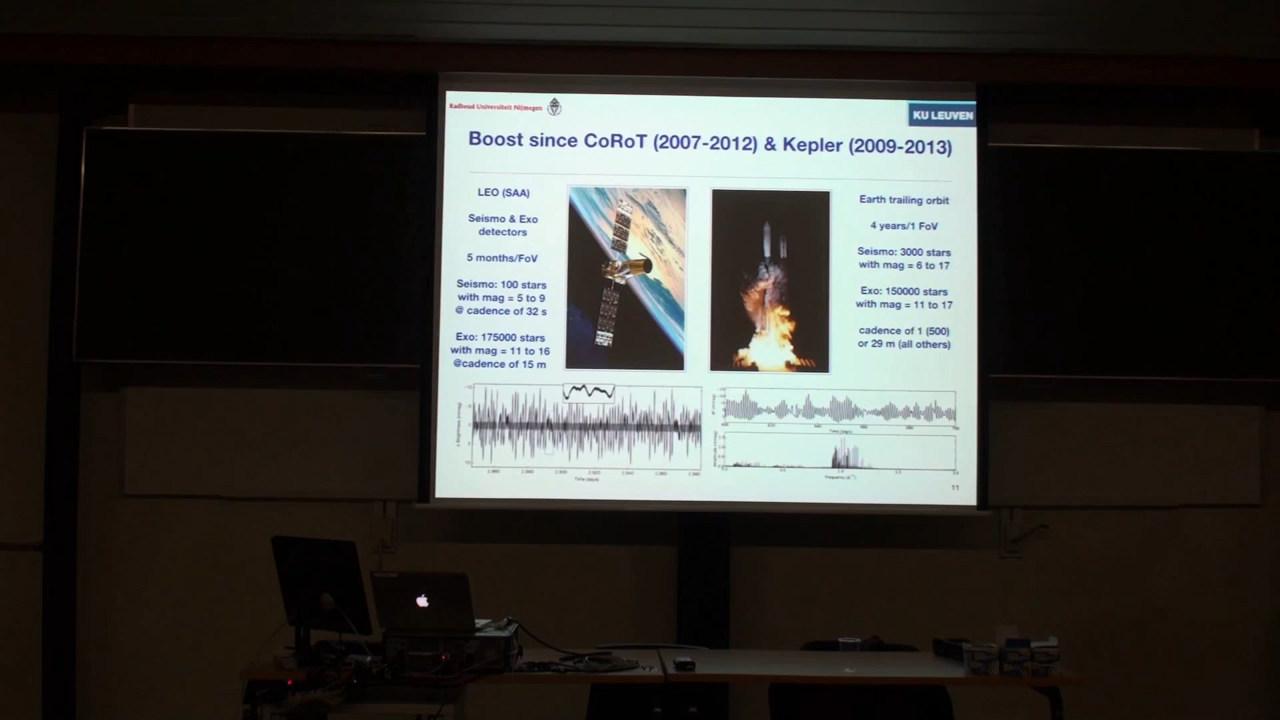 Radboud Universiteit Nijmegen
KU LEUVEN
Boost since CoRoT (2007-2012) & Kepler (2009-2013)
LEO (SAA)
Seismo & Exo
detectors
5 months/FoV
Seismo: 100 stars
with mag = 5 to 9
@ cadence of 32 s
Exo: 175000 stars
with mag = 11 to 16
@cadence of 15 m
Earth trailing orbit
4 years/1 FoV
Seismo: 3000 stars
with mag = 6 to 17
Exo: 150000 stars
with mag = 11 to 17
cadence of 1 (500)
or 29 m (all others)
11